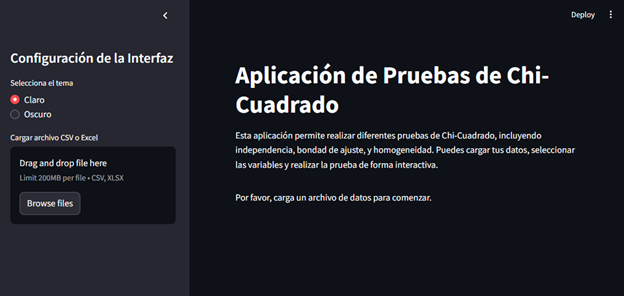 Deploy
Configuración de la Interfaz
Selecciona el tema
Claro
Oscuro
Cargar archivo CSV o Excel
Drag and drop file here
Limit 200MB per file • CSV, XLSX
Browse files
Aplicación de Pruebas de Chi-
Cuadrado
Esta aplicación permite realizar diferentes pruebas de Chi-Cuadrado, incluyendo
independencia, bondad de ajuste, y homogeneidad. Puedes cargar tus datos, seleccionar
las variables y realizar la prueba de forma interactiva.
Por favor, carga un archivo de datos para comenzar.